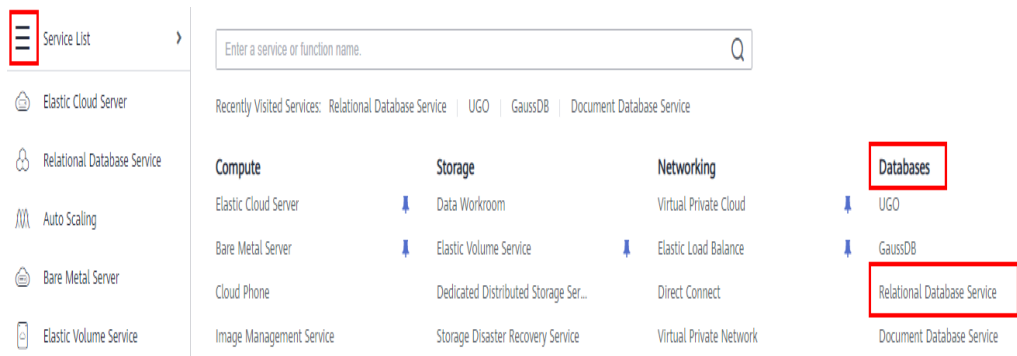 Service List
Elastic Cloud Server
Relational Database Service
Auto Scaling
Bare Metal Server
Elastic Volume Service
Enter a service or function name.
Recently Visited Services: Relational Database Service | UGO | GaussDB | Document Database Service
Compute
Elastic Cloud Server
Bare Metal Server
Cloud Phone
Image Management Service
Storage
Data Workroom
Elastic Volume Service
Dedicated Distributed Storage Ser...
Storage Disaster Recovery Service
Networking
Virtual Private Cloud
Elastic Load Balance
Direct Connect
Virtual Private Network
Databases
UGO
GaussDB
Relational Database Service
Document Database Service